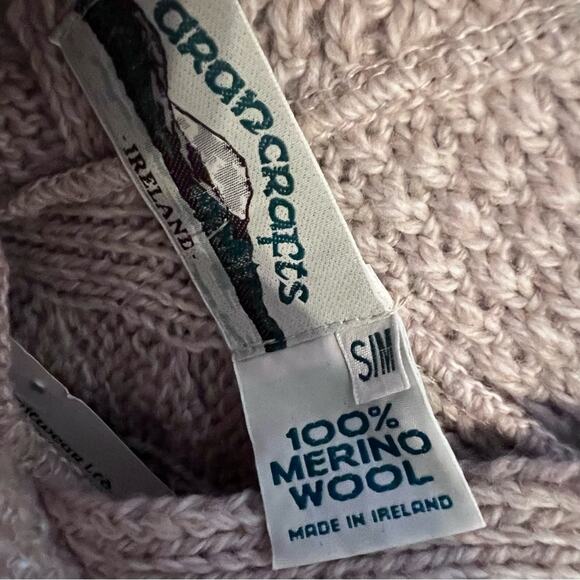 arancrafts
· IRELAND ·
S/M
100%
MERINO
WOOL
MADE IN IRELAND